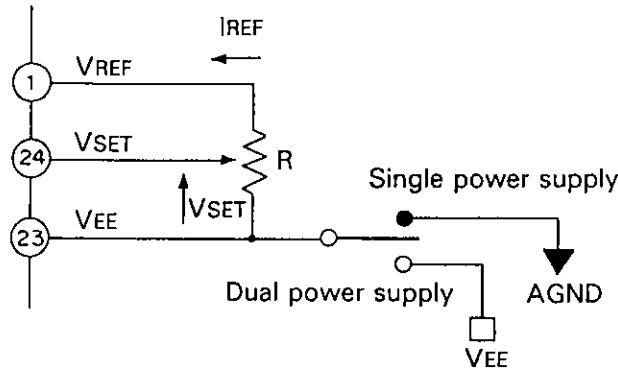 IREF
1
VREF
24
VSET
R
VSET
Single power supply
23
VEE
Dual power supply
AGND
VEE